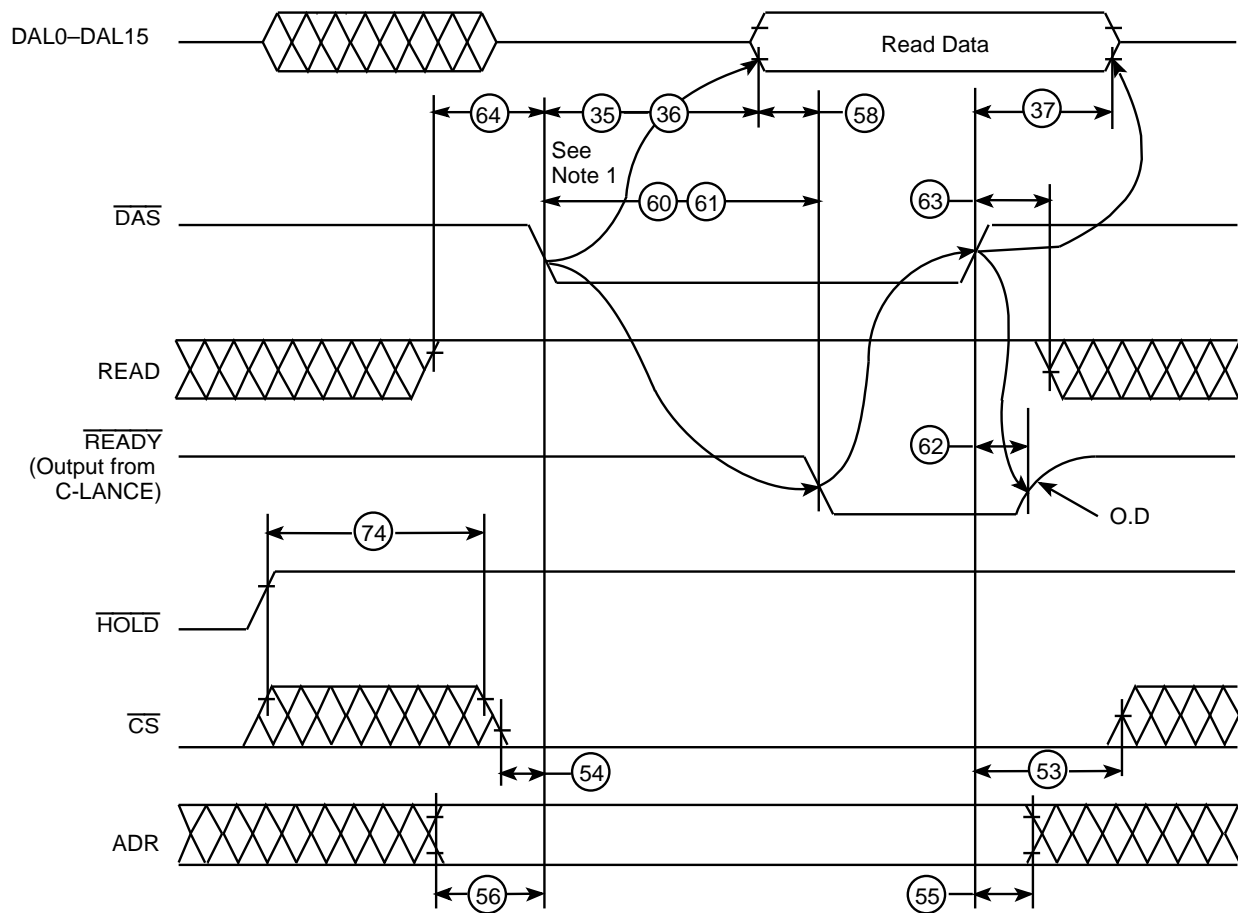 DAL0–DAL15
Read Data
64
35
36
58
37
See
Note 1
60
61
63
DAS
READ
READY
(Output from
C-LANCE)
62
O.D
74
HOLD
CS
54
53
ADR
56
55